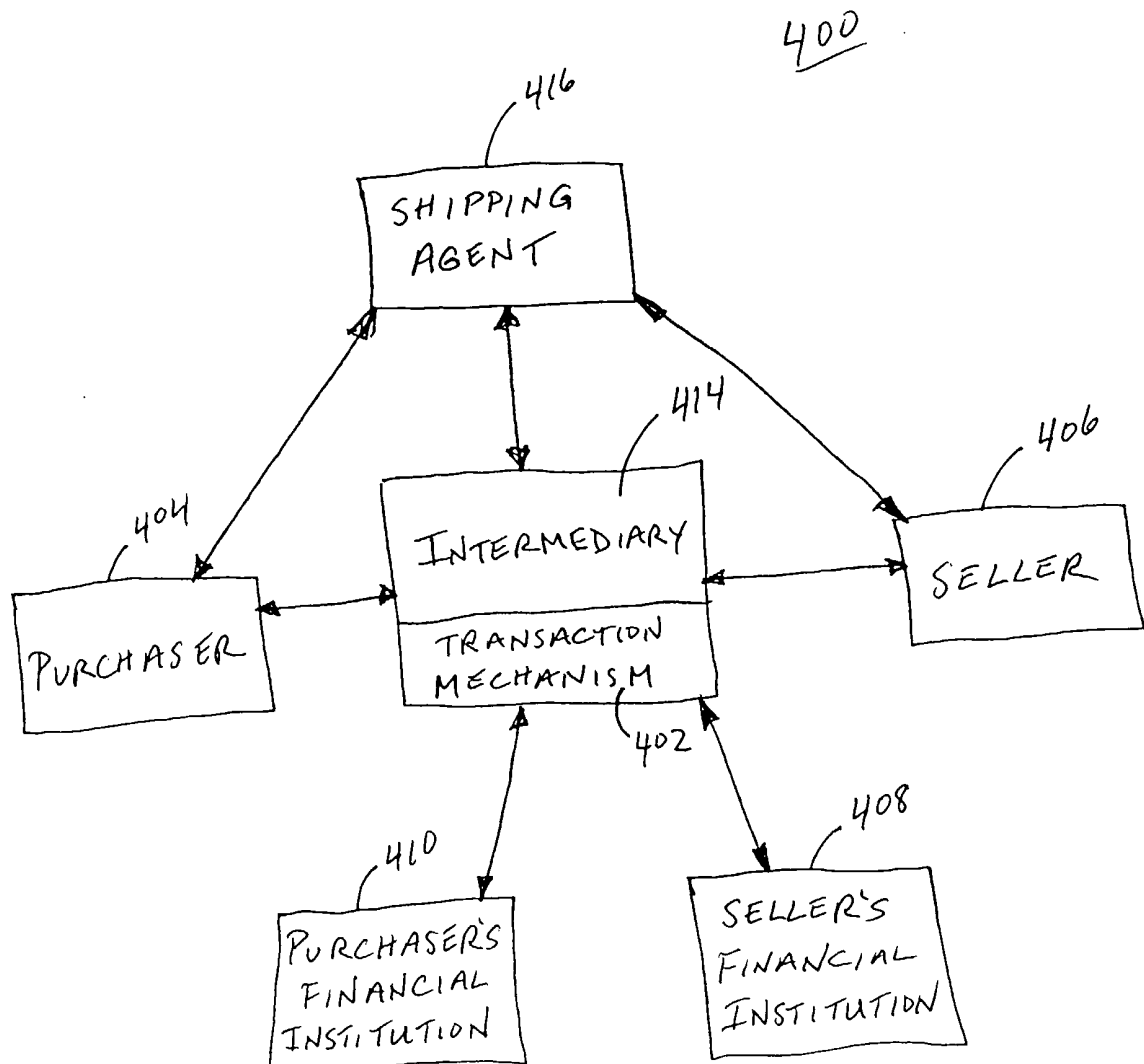 400
416
SHIPPING
AGENT
414
406
404
INTERMEDIARY
SELLER
PURCHASER
TRANSACTION
MECHANISM
402
408
410
SELLER'S
FINANCIAL
INSTITUTION
PURCHASER'S
FINANCIAL
INSTITUTION